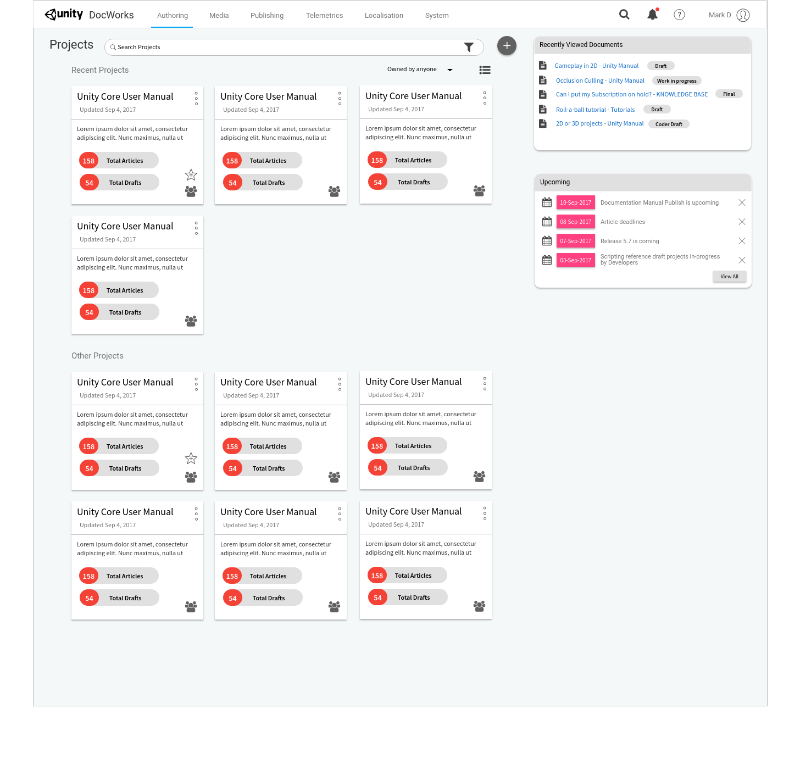 unity DocWorks Authoring Media Publishing Telemetrics Localisation System ? Mark D
Projects
Search Projects
+
Recent Projects
Owned by anyone
Unity Core User Manual
Updated Sep 4, 2017
Lorem ipsum dolor sit amet, consectetur
adipiscing elit. Nunc maximus, nulla ut
158 Total Articles
54 Total Drafts
Unity Core User Manual
Updated Sep 4, 2017
Lorem ipsum dolor sit amet, consectetur
adipiscing elit. Nunc maximus, nulla ut
158 Total Articles
54 Total Drafts
Unity Core User Manual
Updated Sep 4, 2017
Lorem ipsum dolor sit amet, consectetur
adipiscing elit. Nunc maximus, nulla ut
158 Total Articles
54 Total Drafts
Unity Core User Manual
Updated Sep 4, 2017
Lorem ipsum dolor sit amet, consectetur
adipiscing elit. Nunc maximus, nulla ut
158 Total Articles
54 Total Drafts
Other Projects
Unity Core User Manual
Updated Sep 4, 2017
Lorem ipsum dolor sit amet, consectetur
adipiscing elit. Nunc maximus, nulla ut
158 Total Articles
54 Total Drafts
Unity Core User Manual
Updated Sep 4, 2017
Lorem ipsum dolor sit amet, consectetur
adipiscing elit. Nunc maximus, nulla ut
158 Total Articles
54 Total Drafts
Unity Core User Manual
Updated Sep 4, 2017
Lorem ipsum dolor sit amet, consectetur
adipiscing elit. Nunc maximus, nulla ut
158 Total Articles
54 Total Drafts
Unity Core User Manual
Updated Sep 4, 2017
Lorem ipsum dolor sit amet, consectetur
adipiscing elit. Nunc maximus, nulla ut
158 Total Articles
54 Total Drafts
Unity Core User Manual
Updated Sep 4, 2017
Lorem ipsum dolor sit amet, consectetur
adipiscing elit. Nunc maximus, nulla ut
158 Total Articles
54 Total Drafts
Unity Core User Manual
Updated Sep 4, 2017
Lorem ipsum dolor sit amet, consectetur
adipiscing elit. Nunc maximus, nulla ut
158 Total Articles
54 Total Drafts
Recently Viewed Documents
Gameplay in 2D - Unity Manual Draft
Occlusion Culling - Unity Manual Work in progress
Can I put my Subscription on hold? - KNOWLEDGE BASE Final
Roll-a-ball tutorial - Tutorials Draft
2D or 3D projects - Unity Manual Coder Draft
Upcoming
10-Sep-2017 Documentation Manual Publish is upcoming
08-Sep-2017 Article deadlines
07-Sep-2017 Release 5.7 is coming
03-Sep-2017 Scripting reference draft projects in-progress
by Developers
View All